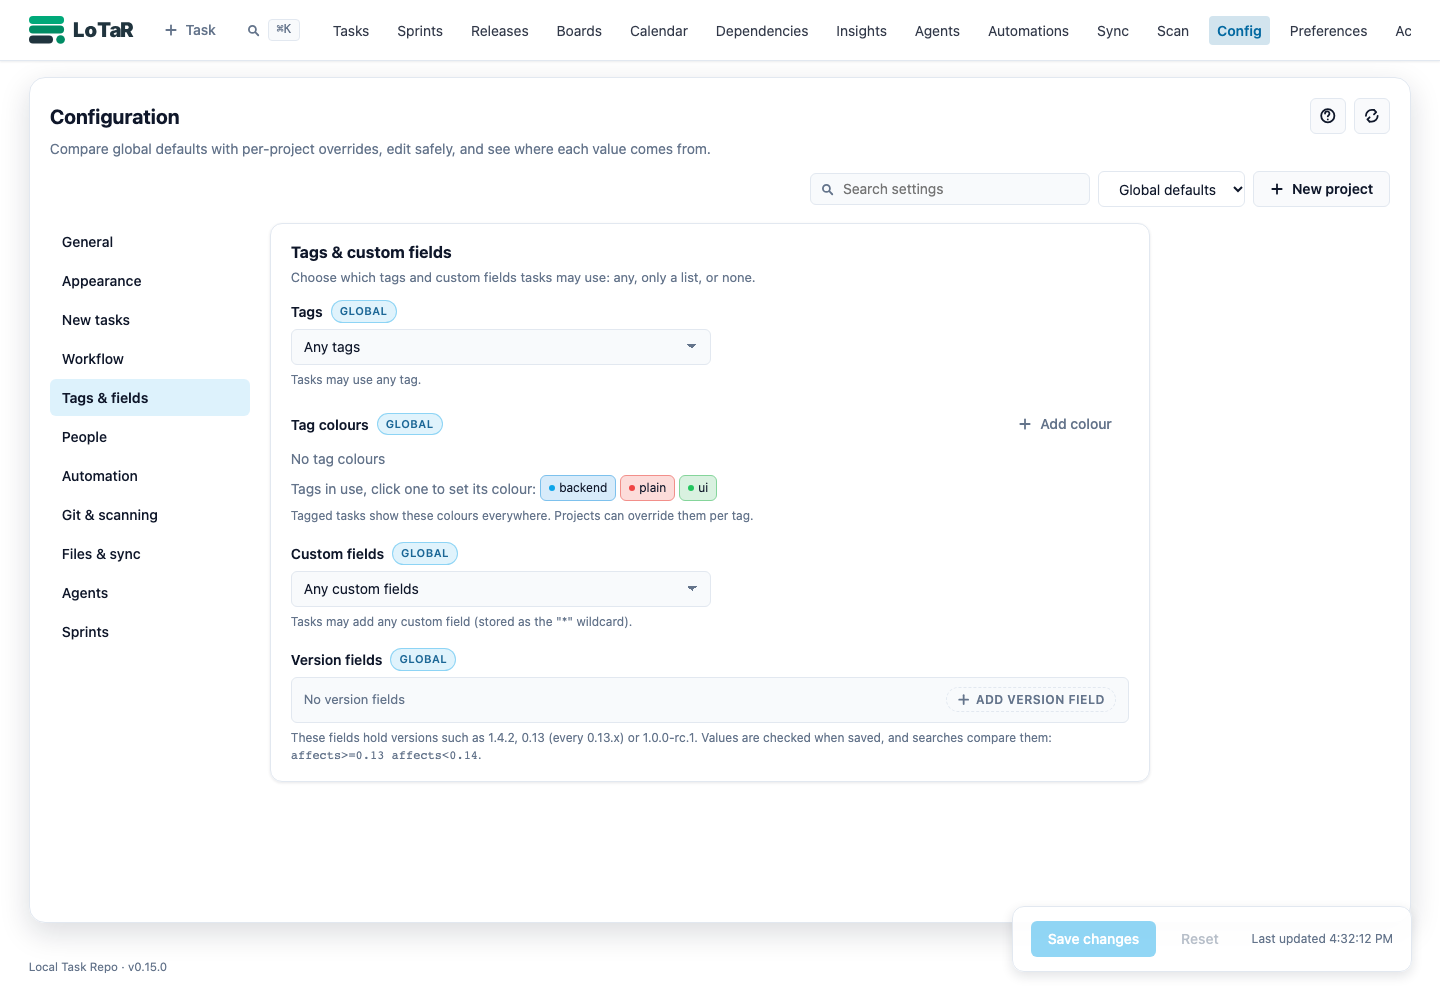 LoTaR
+ Task
⌘K
Tasks
Sprints
Releases
Boards
Calendar
Dependencies
Insights
Agents
Automations
Sync
Scan
Config
Preferences
Ac
Configuration
Compare global defaults with per-project overrides, edit safely, and see where each value comes from.
Search settings
Global defaults
+ New project
General
Appearance
New tasks
Workflow
Tags & fields
People
Automation
Git & scanning
Files & sync
Agents
Sprints
Tags & custom fields
Choose which tags and custom fields tasks may use: any, only a list, or none.
Tags GLOBAL
Any tags
Tasks may use any tag.
Tag colours GLOBAL
+ Add colour
No tag colours
Tags in use, click one to set its colour: backend plain ui
Tagged tasks show these colours everywhere. Projects can override them per tag.
Custom fields GLOBAL
Any custom fields
Tasks may add any custom field (stored as the "*" wildcard).
Version fields GLOBAL
No version fields
+ ADD VERSION FIELD
These fields hold versions such as 1.4.2, 0.13 (every 0.13.x) or 1.0.0-rc.1. Values are checked when saved, and searches compare them:
affects>=0.13 affects<0.14.
Save changes
Reset
Last updated 4:32:12 PM
Local Task Repo · v0.15.0